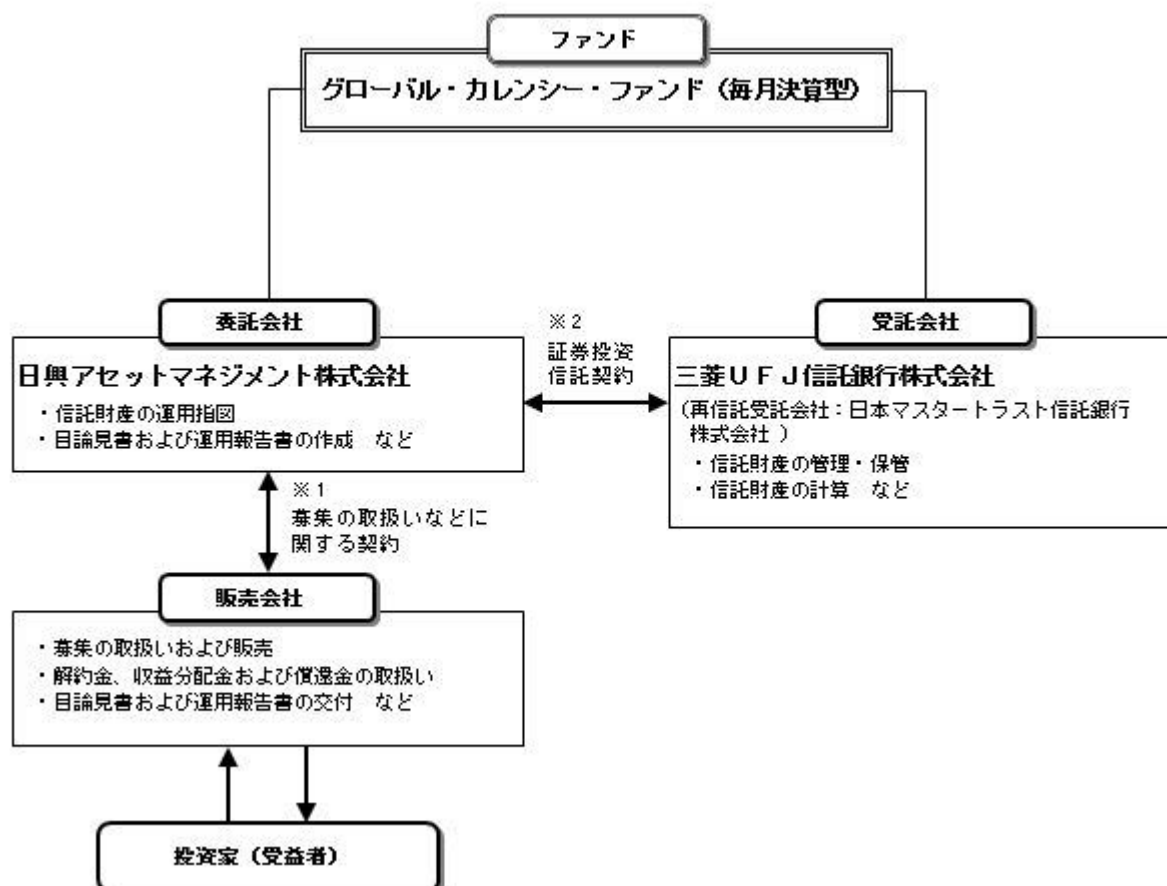 ファンド
グローバル・カレンシー・ファンド（毎月決算型）
委託会社
日興アセットマネジメント株式会社
・信託財産の運用指図
・目論見書および運用報告書の作成　など
※２
証券投資
信託契約
受託会社
三菱ＵＦＪ信託銀行株式会社
（再信託受託会社：日本マスタートラスト信託銀行
株式会社 ）
・信託財産の管理・保管
・信託財産の計算　など
※１
募集の取扱いなどに
関する契約
販売会社
・募集の取扱いおよび販売
・解約金、収益分配金および償還金の取扱い
・目論見書および運用報告書の交付　など
投資家（受益者）